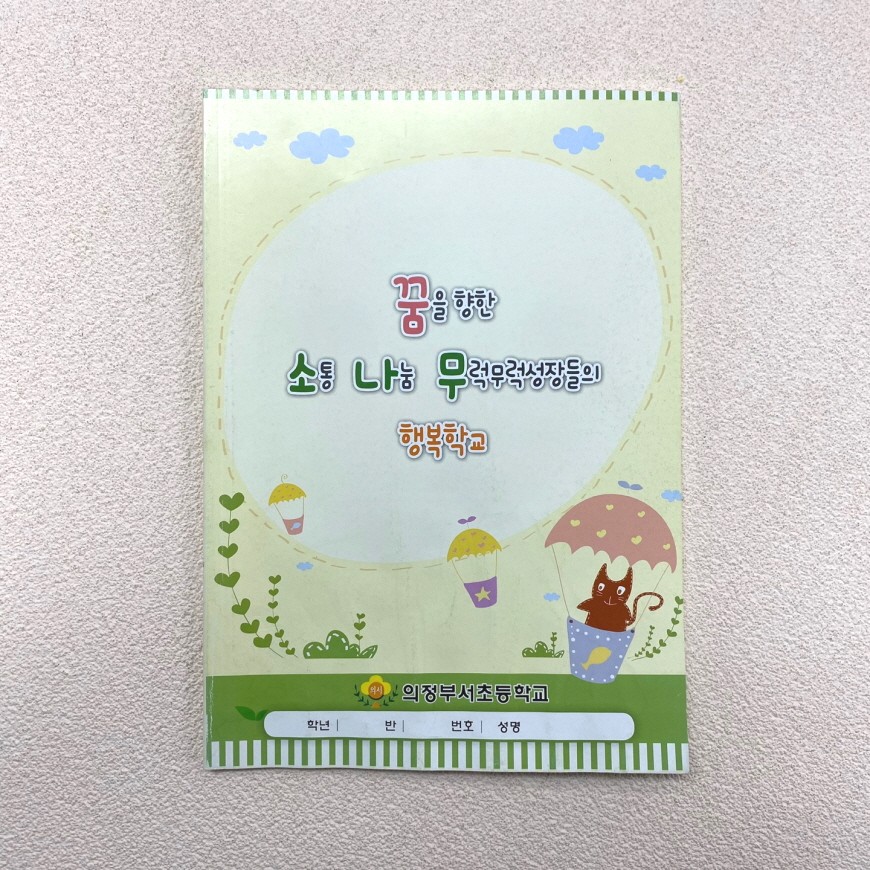 꿈을 향한
소통 나눔 무럭무럭성장들의
행복학교
의정부서초등학교
학년 반 번호 성명